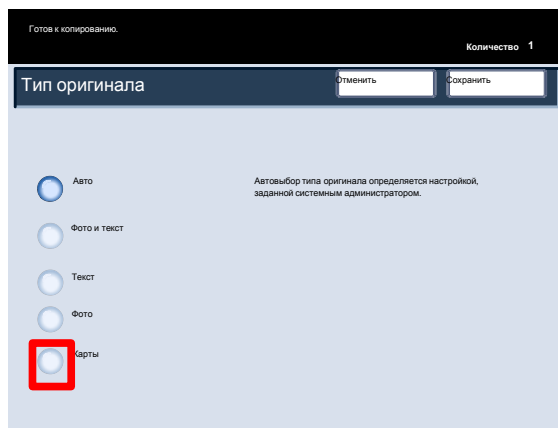 Готов к копированию.
Количество 1
Тип оригинала
Отменить
Сохранить
Авто
Автовыбор типа оригинала определяется настройкой,
заданной системным администратором.
Фото и текст
Текст
Фото
Карты